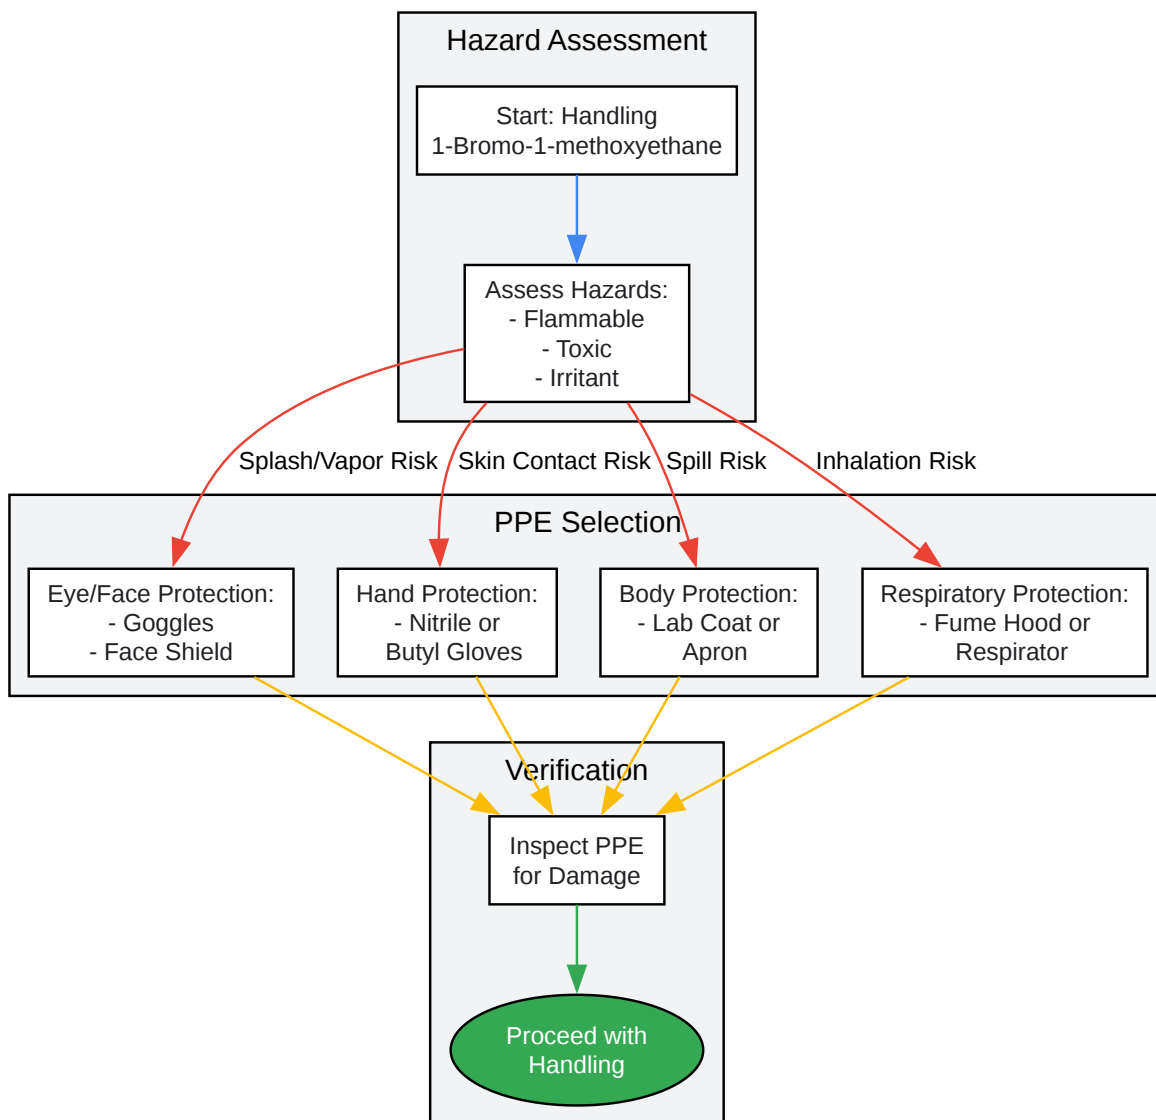 Hazard Assessment
Start: Handling
1-Bromo-1-methoxyethane
Assess Hazards:
- Flammable
- Toxic
- Irritant
Splash/Vapor Risk
Skin Contact Risk
Spill Risk
Inhalation Risk
PPE Selection
Eye/Face Protection:
- Goggles
- Face Shield
Hand Protection:
- Nitrile or
Butyl Gloves
Body Protection:
- Lab Coat or
Apron
Respiratory Protection:
- Fume Hood or
Respirator
Verification
Inspect PPE
for Damage
Proceed with
Handling